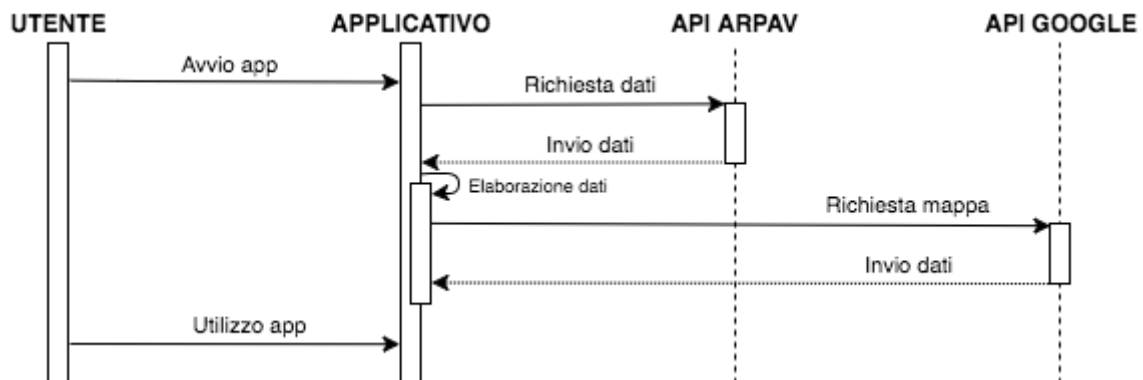 UTENTE
APPLICATIVO
API ARPAV
API GOOGLE
Avvio app
Richiesta dati
Invio dati
Elaborazione dati
Richiesta mappa
Invio dati
Utilizzo app